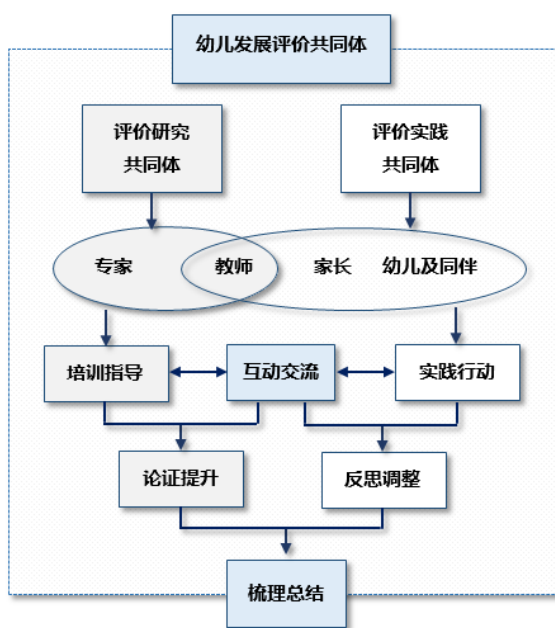 幼儿发展评价共同体
评价研究
共同体
评价实践
共同体
专家
教师
家长
幼儿及同伴
培训指导
互动交流
实践行动
论证提升
反思调整
梳理总结